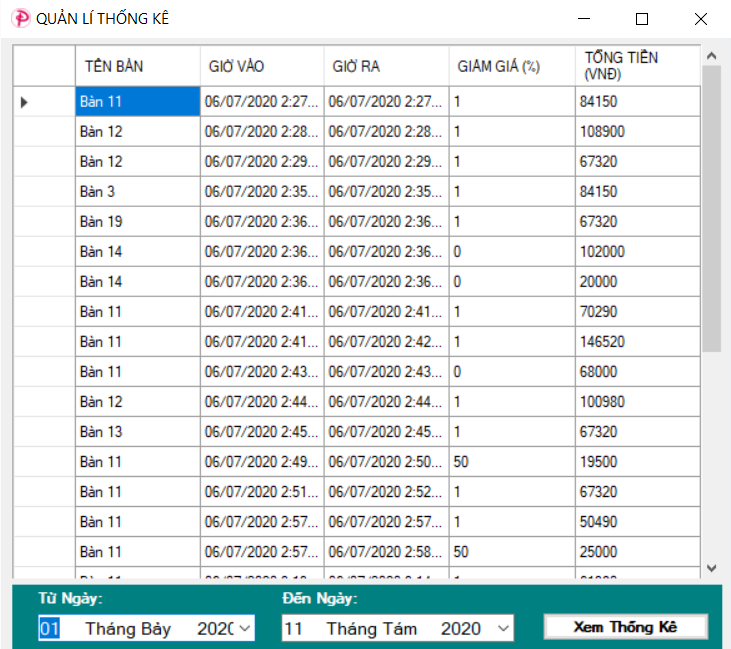 QUẢN LÍ THỐNG KÊ
TÊN BÀN GIỜ VÀO GIỜ RA GIẢM GIÁ (%) TỔNG TIỀN (VNĐ)
Bàn 11 06/07/2020 2:27... 06/07/2020 2:27... 1 84150
Bàn 12 06/07/2020 2:28... 06/07/2020 2:28... 1 108900
Bàn 12 06/07/2020 2:29... 06/07/2020 2:29... 1 67320
Bàn 3 06/07/2020 2:35... 06/07/2020 2:35... 1 84150
Bàn 19 06/07/2020 2:36... 06/07/2020 2:36... 1 67320
Bàn 14 06/07/2020 2:36... 06/07/2020 2:36... 0 102000
Bàn 14 06/07/2020 2:36... 06/07/2020 2:36... 0 20000
Bàn 11 06/07/2020 2:41... 06/07/2020 2:41... 1 70290
Bàn 11 06/07/2020 2:41... 06/07/2020 2:42... 1 146520
Bàn 11 06/07/2020 2:43... 06/07/2020 2:43... 0 68000
Bàn 12 06/07/2020 2:44... 06/07/2020 2:44... 1 100980
Bàn 13 06/07/2020 2:45... 06/07/2020 2:45... 1 67320
Bàn 11 06/07/2020 2:49... 06/07/2020 2:50... 50 19500
Bàn 11 06/07/2020 2:51... 06/07/2020 2:52... 1 67320
Bàn 11 06/07/2020 2:57... 06/07/2020 2:57... 1 50490
Bàn 11 06/07/2020 2:57... 06/07/2020 2:58... 50 25000
Từ Ngày: Đến Ngày:
01 Tháng Bảy 2020 11 Tháng Tám 2020 Xem Thống Kê